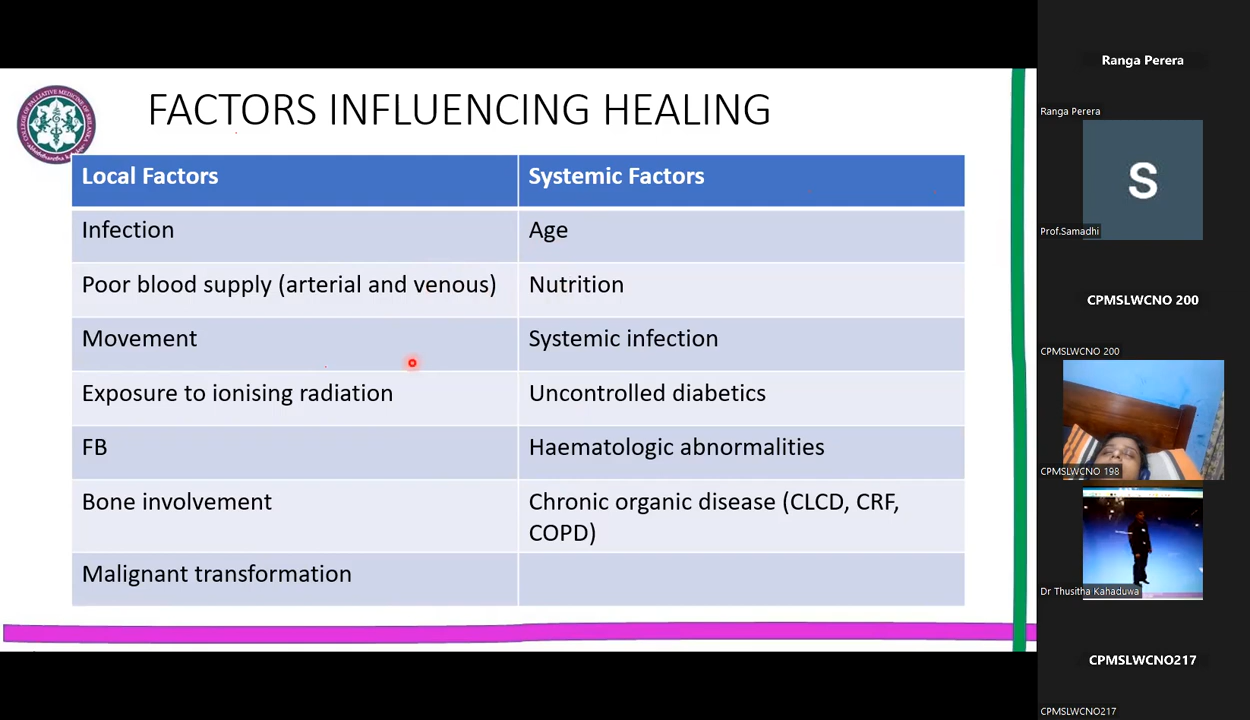 FACTORS INFLUENCING HEALING
Local Factors
Systemic Factors
Infection
Age
Poor blood supply (arterial and venous)
Nutrition
Movement
Systemic infection
Exposure to ionising radiation
Uncontrolled diabetics
FB
Haematologic abnormalities
Bone involvement
Chronic organic disease (CLCD, CRF,
COPD)
Malignant transformation
Ranga Perera
Ranga Perera
S
Prof.Samadhi
CPMSLWCNO 200
CPMSLWCNO 200
CPMSLWCNO 198
Dr Thusitha Kahaduwa
CPMSLWCNO217
CPMSLWCNO217